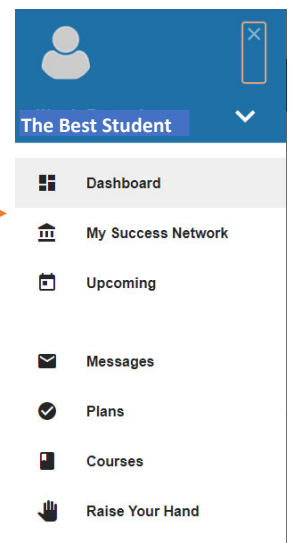 The Best Student
Dashboard
My Success Network
Upcoming
Messages
Plans
Courses
Raise Your Hand